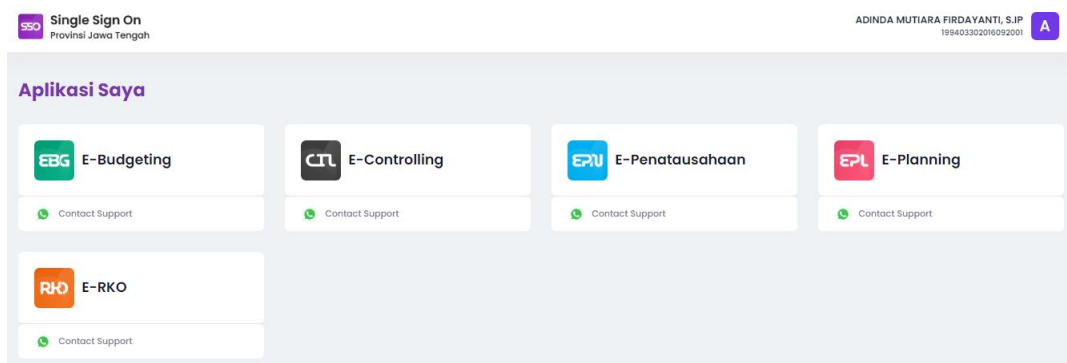 SSO
Single Sign On
Provinsi Jawa Tengah
ADINDA MUTIARA FIRDAYANTI, S.IP
199403302016092001
A
Aplikasi Saya
EBG E-Budgeting
CTL E-Controlling
EPN E-Penatausahaan
EPL E-Planning
Contact Support
Contact Support
Contact Support
Contact Support
RKO E-RKO
Contact Support